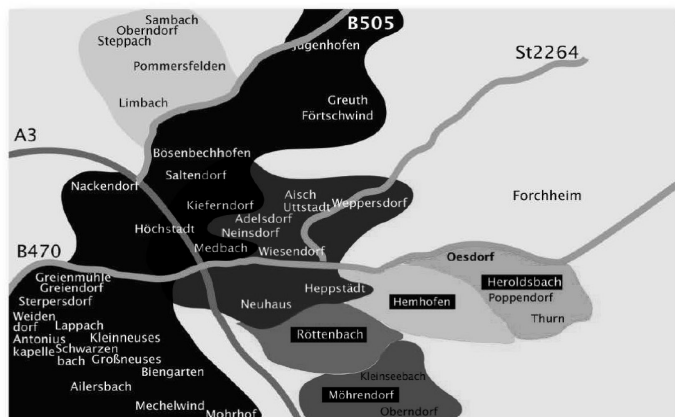 Sambach
Oberndorf
Steppach
B505
Jugenhofen
St2264
Pommersfelden
Limbach
Greuth
Förtschwind
A3
Bösenbechhofen
Saltendorf
Nackendorf
Aisch
Uttstadt
Weppersdorf
Forchheim
Kieferndorf
Adelsdorf
Neinsdorf
Höchstadt
Medbach
Wiesendorf
B470
Oesdorf
Greienmühle
Greiendorf
Heppstädt
Heroldsbach
Sterpersdorf
Neuhaus
Hemhofen
Poppendorf
Weiden
dorf
Lappach
Thurn
Antonius
kapelle
Kleinneuses
Röttenbach
Schwarzen
bach
Großneuses
Biengarten
Kleinseebach
Ailersbach
Möhrendorf
Mechelwind
Mohrhof
Oberndorf